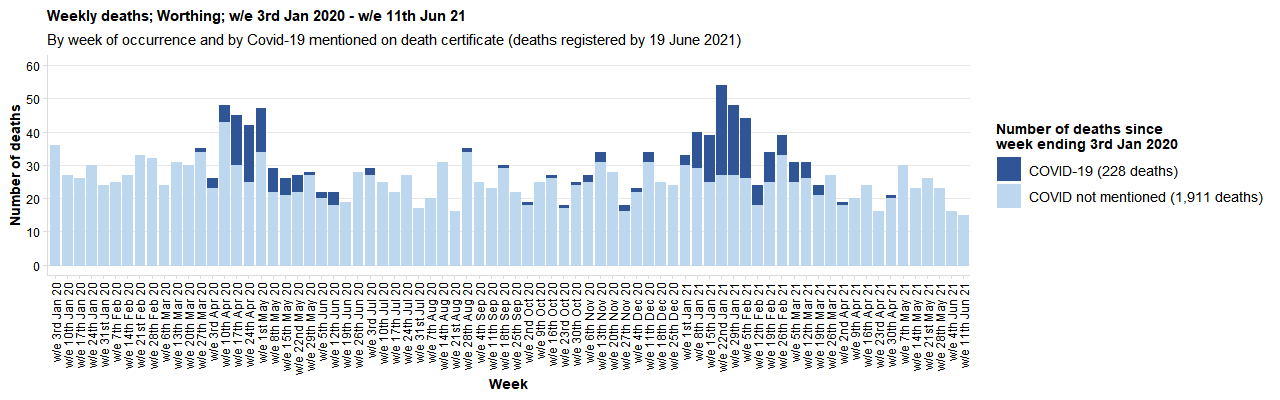 Weekly deaths; Worthing; w/e 3rd Jan 2020 - w/e 11th Jun 21
By week of occurrence and by Covid-19 mentioned on death certificate (deaths registered by 19 June 2021)
Number of deaths
60
50
40
30
20
10
0
w/e 3rd Jan 20
w/e 10th Jan 20
w/e 17th Jan 20
w/e 24th Jan 20
w/e 31st Jan 20
w/e 7th Feb 20
w/e 14th Feb 20
w/e 21st Feb 20
w/e 28th Feb 20
w/e 6th Mar 20
w/e 13th Mar 20
w/e 20th Mar 20
w/e 27th Mar 20
w/e 3rd Apr 20
w/e 10th Apr 20
w/e 17th Apr 20
w/e 24th Apr 20
w/e 1st May 20
w/e 8th May 20
w/e 15th May 20
w/e 22nd May 20
w/e 29th May 20
w/e 5th Jun 20
w/e 12th Jun 20
w/e 19th Jun 20
w/e 26th Jun 20
w/e 3rd Jul 20
w/e 10th Jul 20
w/e 17th Jul 20
w/e 24th Jul 20
w/e 31st Jul 20
w/e 7th Aug 20
w/e 14th Aug 20
w/e 21st Aug 20
w/e 28th Aug 20
w/e 4th Sep 20
w/e 11th Sep 20
w/e 18th Sep 20
w/e 25th Sep 20
w/e 2nd Oct 20
w/e 9th Oct 20
w/e 16th Oct 20
w/e 23rd Oct 20
w/e 30th Oct 20
w/e 6th Nov 20
w/e 13th Nov 20
w/e 20th Nov 20
w/e 27th Nov 20
w/e 4th Dec 20
w/e 11th Dec 20
w/e 18th Dec 20
w/e 25th Dec 20
w/e 1st Jan 21
w/e 8th Jan 21
w/e 15th Jan 21
w/e 22nd Jan 21
w/e 29th Jan 21
w/e 5th Feb 21
w/e 12th Feb 21
w/e 19th Feb 21
w/e 26th Feb 21
w/e 5th Mar 21
w/e 12th Mar 21
w/e 19th Mar 21
w/e 26th Mar 21
w/e 2nd Apr 21
w/e 9th Apr 21
w/e 16th Apr 21
w/e 23rd Apr 21
w/e 30th Apr 21
w/e 7th May 21
w/e 14th May 21
w/e 21st May 21
w/e 28th May 21
w/e 4th Jun 21
w/e 11th Jun 21
Week
Number of deaths since
week ending 3rd Jan 2020
COVID-19 (228 deaths)
COVID not mentioned (1,911 deaths)